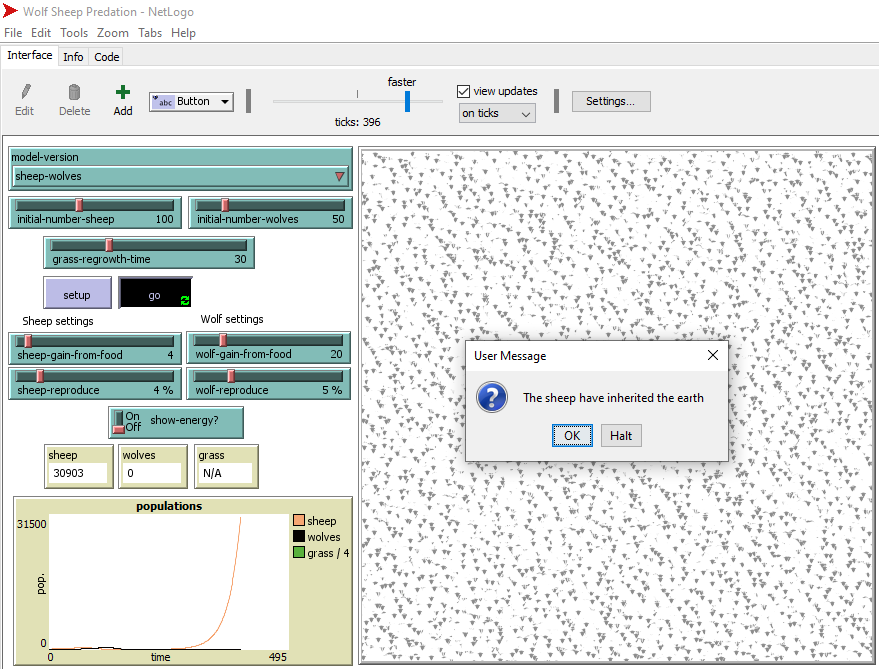 Wolf Sheep Predation - NetLogo
File Edit Tools Zoom Tabs Help
Interface Info Code
Edit Delete Add abc Button faster ticks: 396 view updates on ticks Settings...
model-version
sheep-wolves
initial-number-sheep 100 initial-number-wolves 50
grass-regrowth-time 30
setup go
Sheep settings Wolf settings
sheep-gain-from-food 4 wolf-gain-from-food 20
sheep-reproduce 4 % wolf-reproduce 5 %
On
Off show-energy?
sheep wolves grass
30903 0 N/A
populations
31500
pop.
0
0 time 495
sheep
wolves
grass / 4
User Message
The sheep have inherited the earth
OK Halt